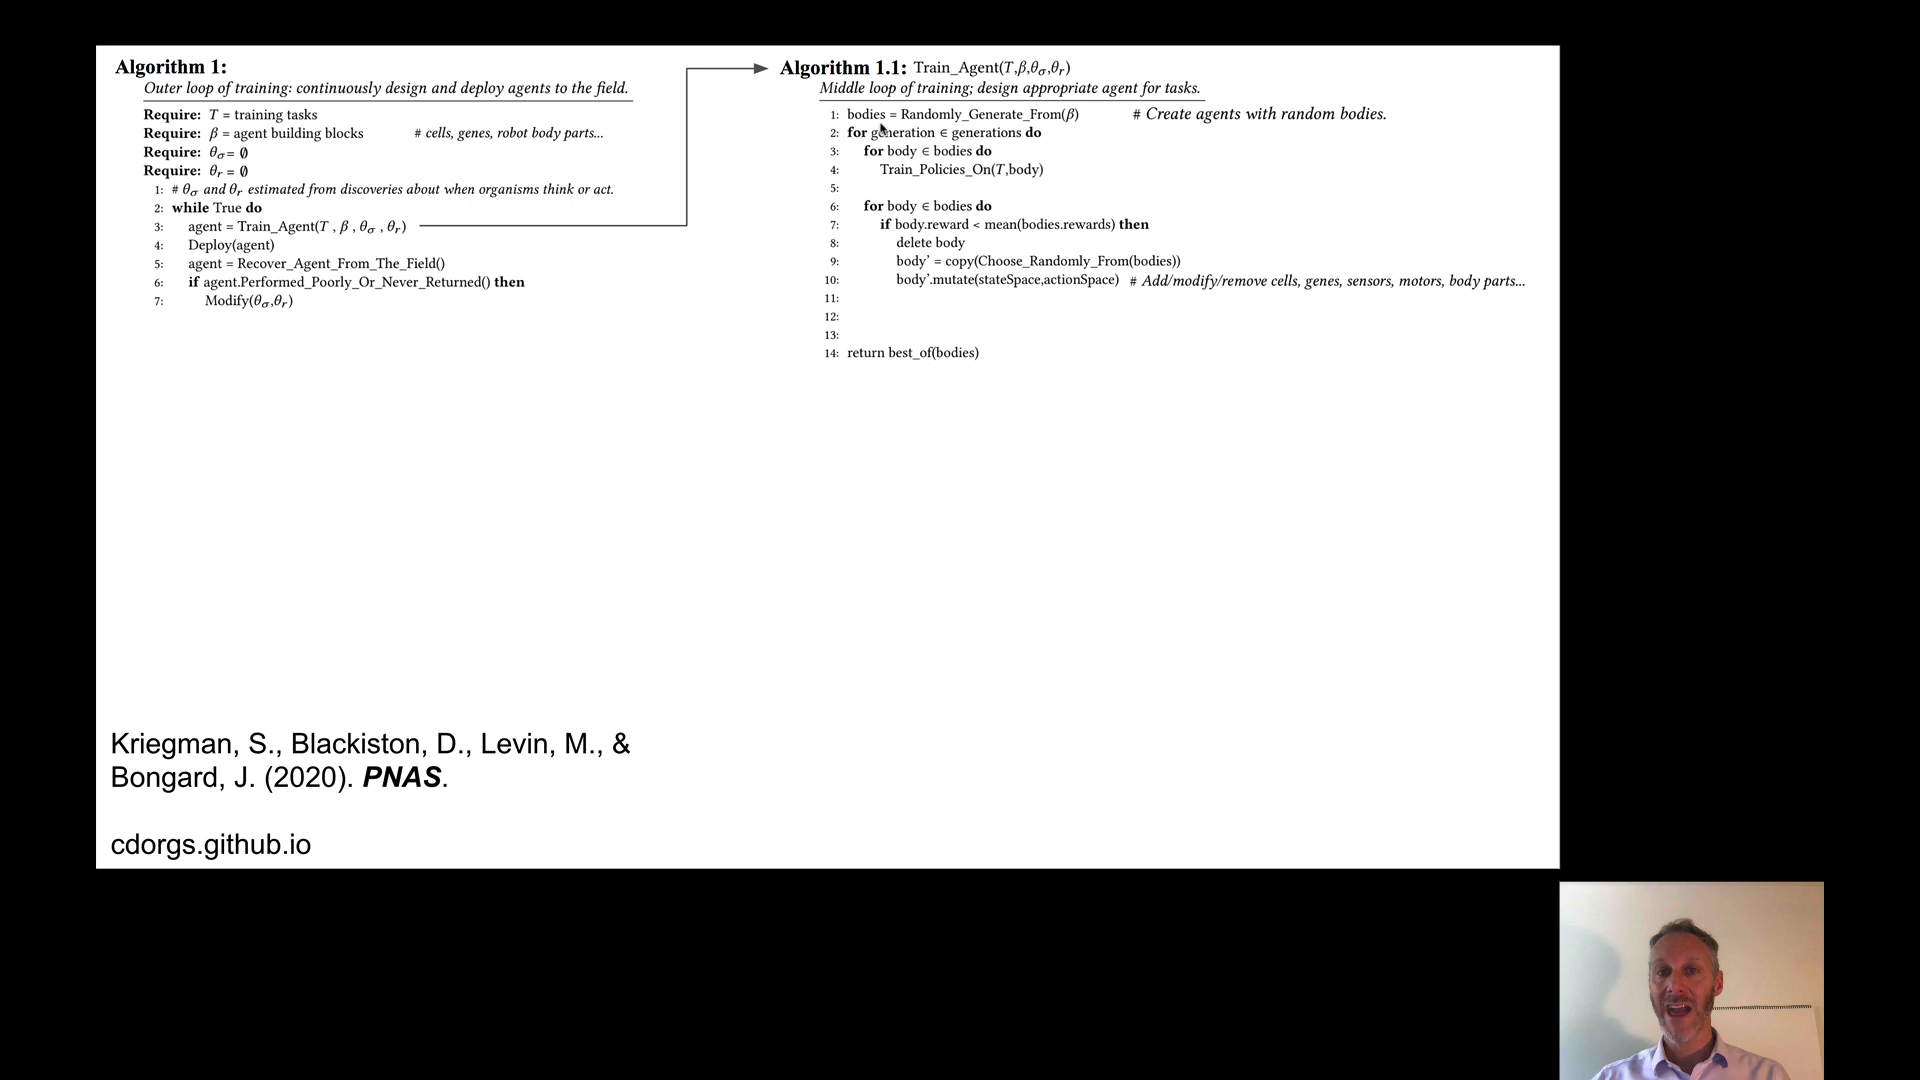 Algorithm 1:
Outer loop of training: continuously design and deploy agents to the field.
Require: T = training tasks
Require: β = agent building blocks # cells, genes, robot body parts...
Require: θσ = ∅
Require: θr = ∅
1: # θσ and θr estimated from discoveries about when organisms think or act.
2: while True do
3: agent = Train_Agent(T , β , θσ , θr)
4: Deploy(agent)
5: agent = Recover_Agent_From_The_Field()
6: if agent.Performed_Poorly_Or_Never_Returned() then
7: Modify(θσ,θr)
Algorithm 1.1: Train_Agent(T,β,θσ,θr)
Middle loop of training; design appropriate agent for tasks.
1: bodies = Randomly_Generate_From(β) # Create agents with random bodies.
2: for generation ∈ generations do
3: for body ∈ bodies do
4: Train_Policies_On(T,body)
5:
6: for body ∈ bodies do
7: if body.reward < mean(bodies.rewards) then
8: delete body
9: body’ = copy(Choose_Randomly_From(bodies))
10: body’.mutate(stateSpace,actionSpace) # Add/modify/remove cells, genes, sensors, motors, body parts...
11:
12:
13:
14: return best_of(bodies)
Kriegman, S., Blackiston, D., Levin, M., &
Bongard, J. (2020). PNAS.
cdorgs.github.io